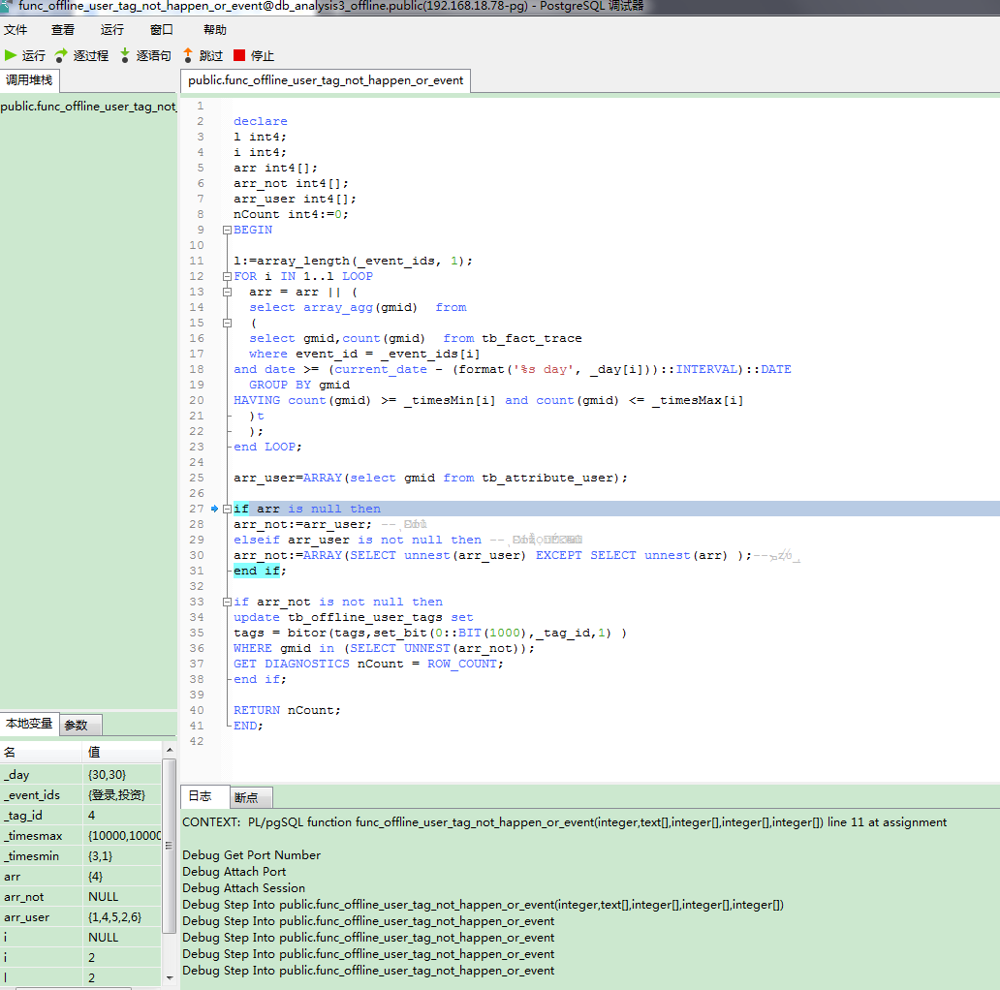 func_offline_user_tag_not_happen_or_event@db_analysis3_offline.public(192.168.18.78-pg) - PostgreSQL 调试器
文件 查看 运行 窗口 帮助
运行 逐过程 逐语句 跳过 停止
调用堆栈
public.func_offline_user_tag_not_
public.func_offline_user_tag_not_happen_or_event
1
2 declare
3 l int4;
4 i int4;
5 arr int4[];
6 arr_not int4[];
7 arr_user int4[];
8 nCount int4:=0;
9 BEGIN
10
11 l:=array_length(_event_ids, 1);
12 FOR i IN 1..l LOOP
13 arr = arr || (
14 select array_agg(gmid) from
15 (
16 select gmid,count(gmid) from tb_fact_trace
17 where event_id = _event_ids[i]
18 and date >= (current_date - (format('%s day', _day[i]))::INTERVAL)::DATE
19 GROUP BY gmid
20 HAVING count(gmid) >= _timesMin[i] and count(gmid) <= _timesMax[i]
21 )t
22 );
23 end LOOP;
24
25 arr_user=ARRAY(select gmid from tb_attribute_user);
26
27 if arr is null then
28 arr_not:=arr_user; --
29 elseif arr_user is not null then --
30 arr_not:=ARRAY(SELECT unnest(arr_user) EXCEPT SELECT unnest(arr) );--
31 end if;
32
33 if arr_not is not null then
34 update tb_offline_user_tags set
35 tags = bitor(tags,set_bit(0::BIT(1000),_tag_id,1) )
36 WHERE gmid in (SELECT UNNEST(arr_not));
37 GET DIAGNOSTICS nCount = ROW_COUNT;
38 end if;
39
40 RETURN nCount;
41 END;
42
本地变量 参数
名 值
_day {30,30}
_event_ids {登录,投资}
_tag_id 4
_timesmax {10000,10000
_timesmin {3,1}
arr {4}
arr_not NULL
arr_user {1,4,5,2,6}
i NULL
i 2
l 2
日志 断点
CONTEXT: PL/pgSQL function func_offline_user_tag_not_happen_or_event(integer,text[],integer[],integer[],integer[]) line 11 at assignment
Debug Get Port Number
Debug Attach Port
Debug Attach Session
Debug Step Into public.func_offline_user_tag_not_happen_or_event(integer,text[],integer[],integer[],integer[])
Debug Step Into public.func_offline_user_tag_not_happen_or_event
Debug Step Into public.func_offline_user_tag_not_happen_or_event
Debug Step Into public.func_offline_user_tag_not_happen_or_event
Debug Step Into public.func_offline_user_tag_not_happen_or_event